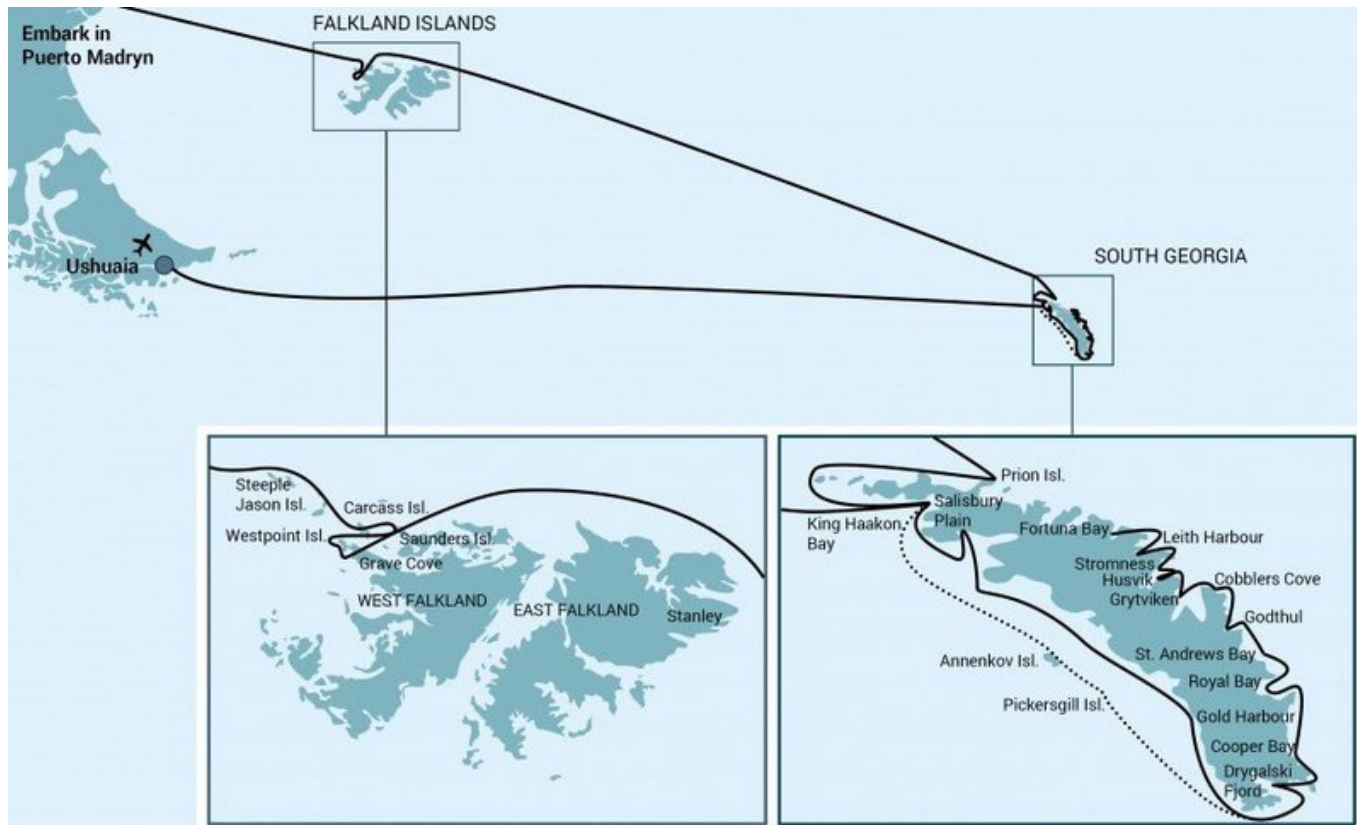 Embark in
Puerto Madryn
FALKLAND ISLANDS
Ushuaia
SOUTH GEORGIA
Steeple
Jason Isl.
Carcass Isl.
Westpoint Isl.
Saunders Isl.
Grave Cove
WEST FALKLAND
EAST FALKLAND
Stanley
Prion Isl.
Salisbury
Plain
King Haakon
Bay
Fortuna Bay
Leith Harbour
Stromness
Husvik
Grytviken
Cobblers Cove
Godthul
St. Andrews Bay
Annenkov Isl.
Royal Bay
Pickersgill Isl.
Gold Harbour
Cooper Bay
Drygalski
Fjord